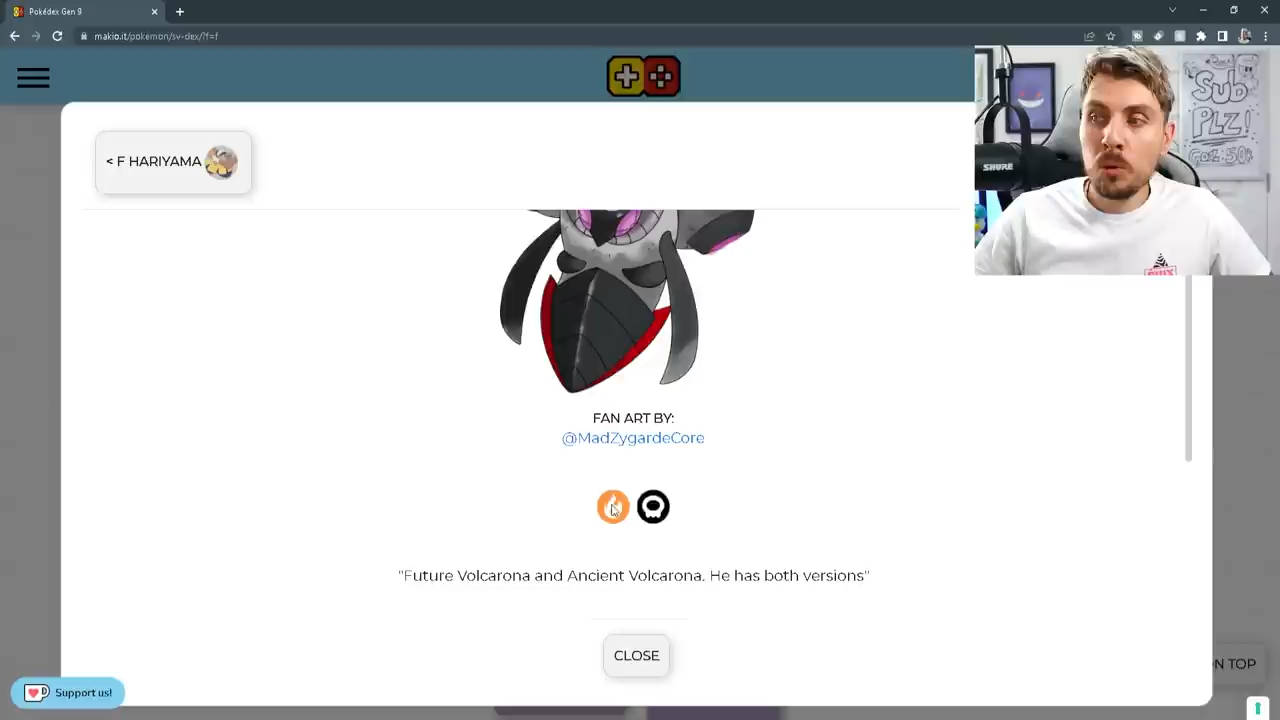 Pokédex Gen 9
makio.it/pokemon/sv-dex/?f=f
< F HARIYAMA
FAN ART BY:
@MadZygardeCore
"Future Volcarona and Ancient Volcarona. He has both versions"
CLOSE
Support us!
N TOP
SHURE
Sub
PLZ!